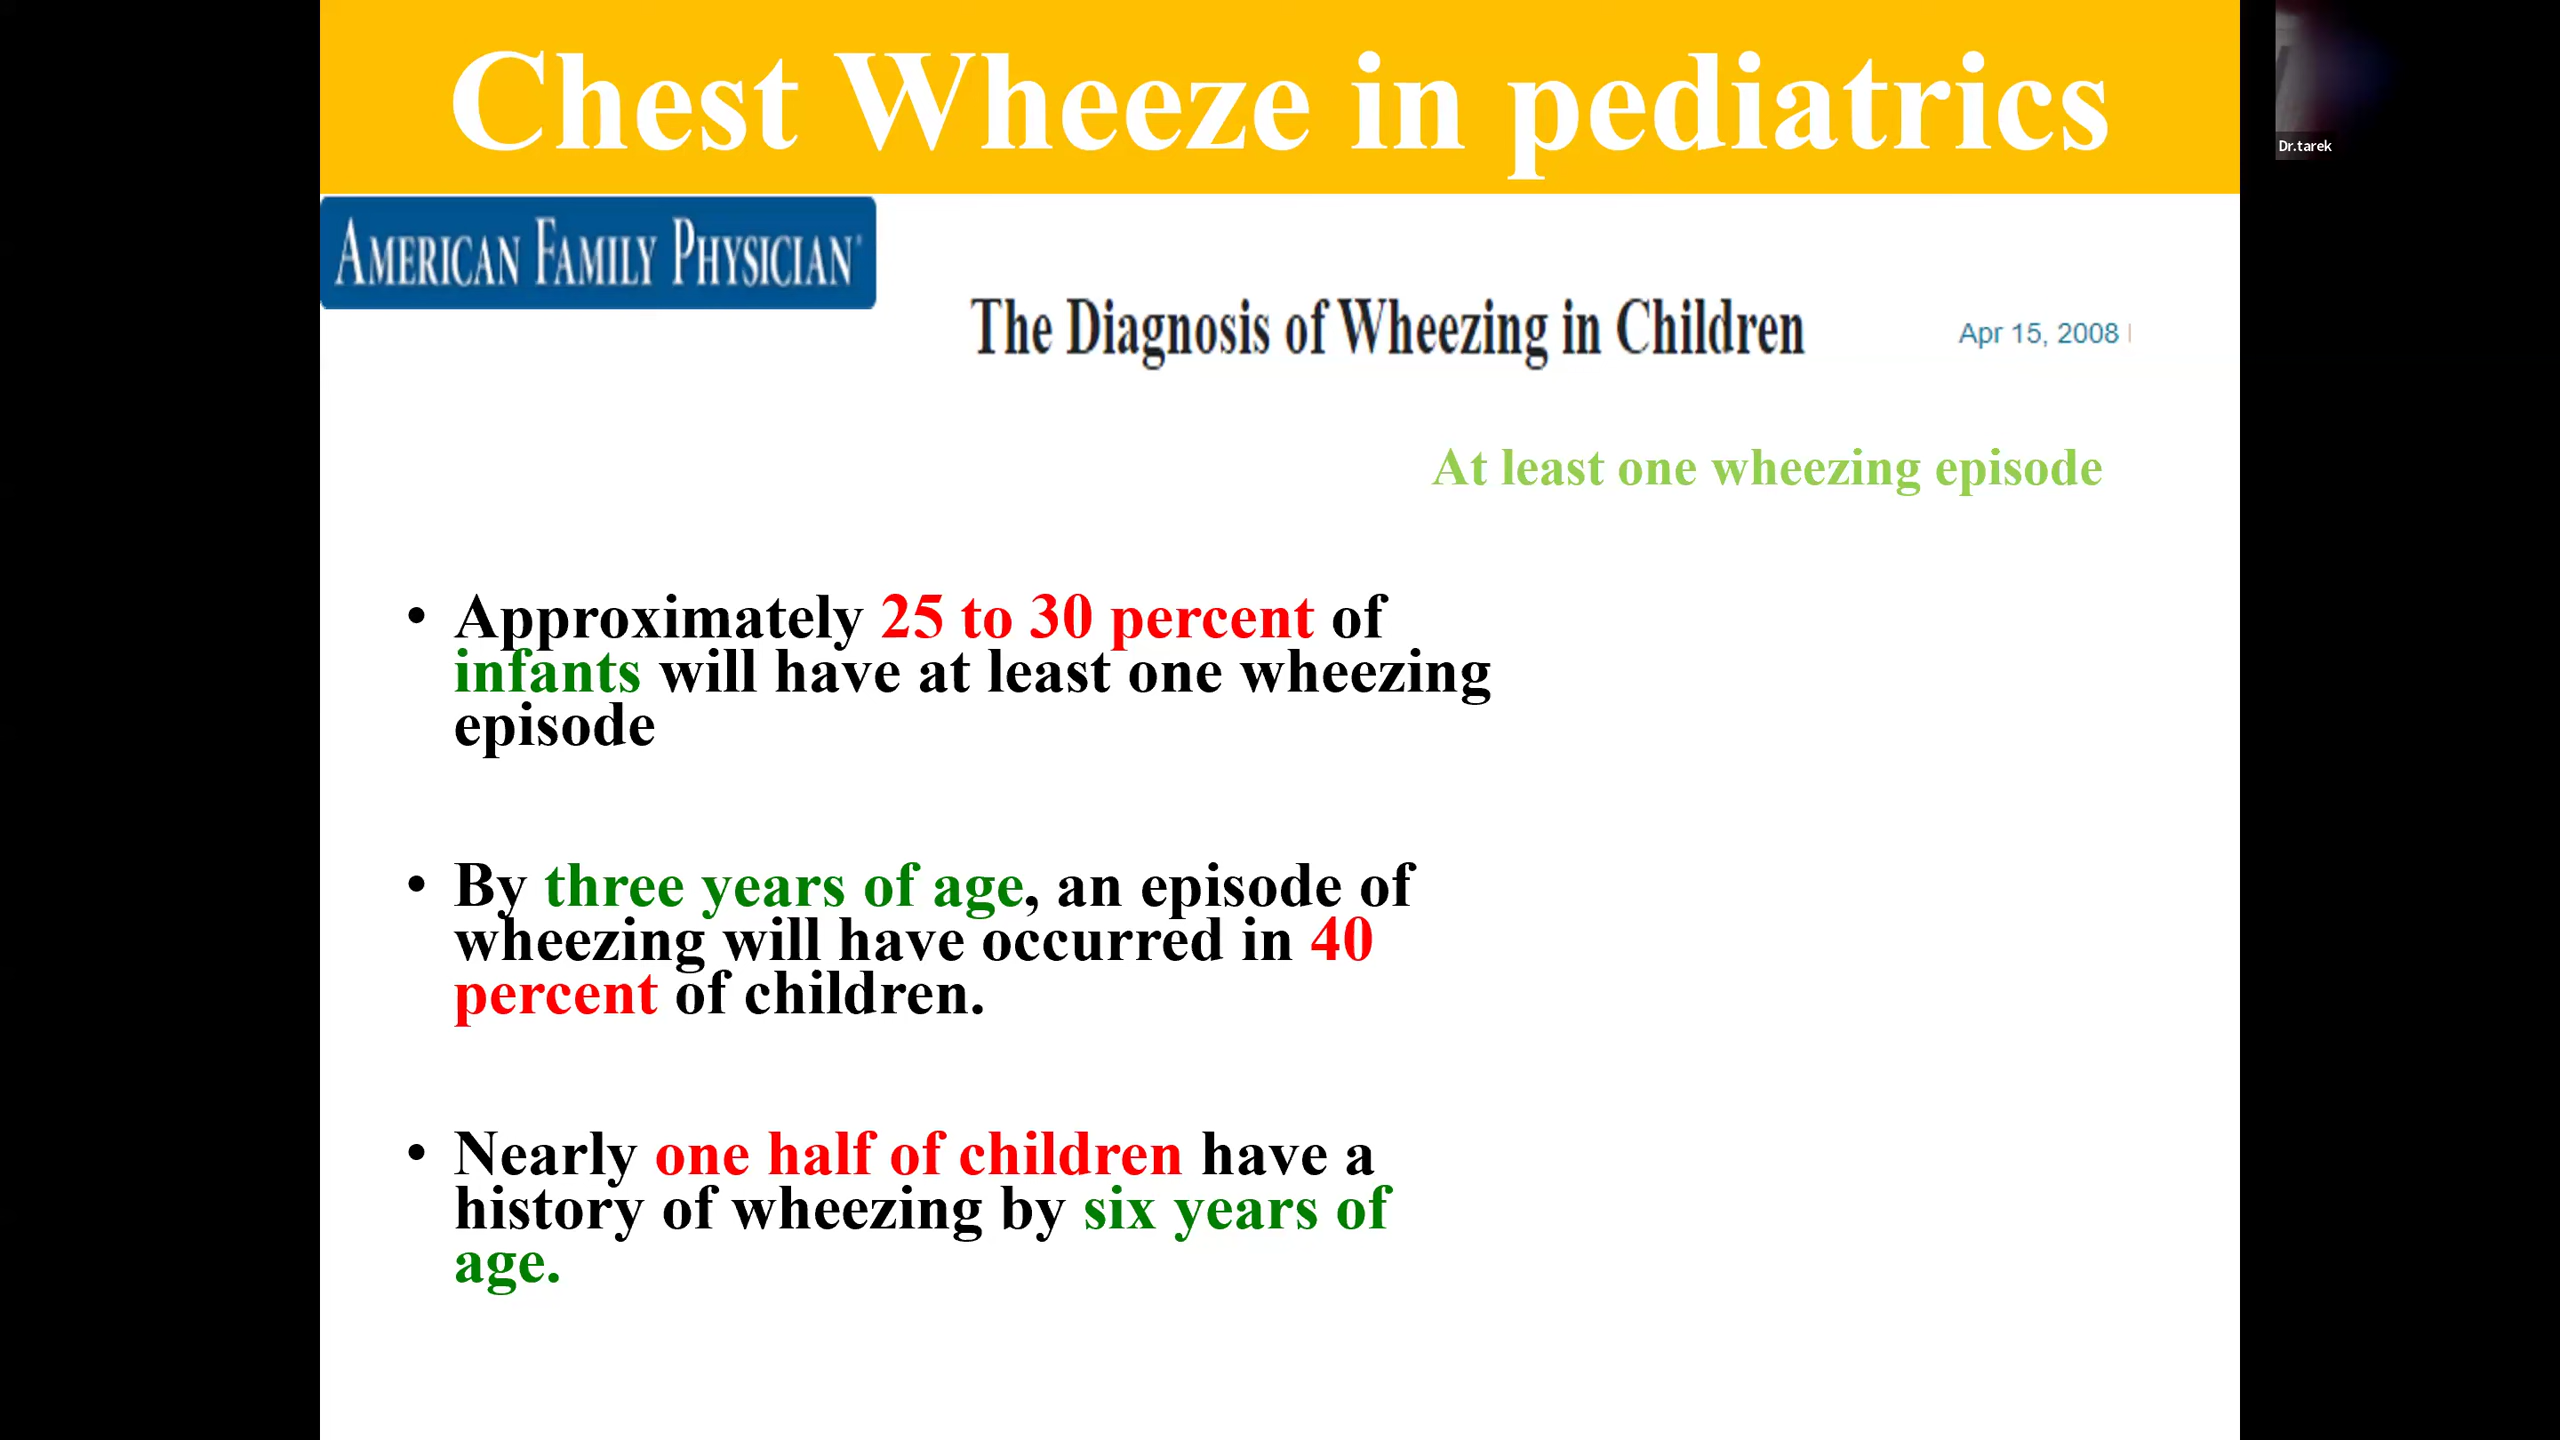 Chest Wheeze in pediatrics
Dr.tarek
AMERICAN FAMILY PHYSICIAN®
The Diagnosis of Wheezing in Children
Apr 15, 2008
At least one wheezing episode
• Approximately 25 to 30 percent of
infants will have at least one wheezing
episode
• By three years of age, an episode of
wheezing will have occurred in 40
percent of children.
• Nearly one half of children have a
history of wheezing by six years of
age.